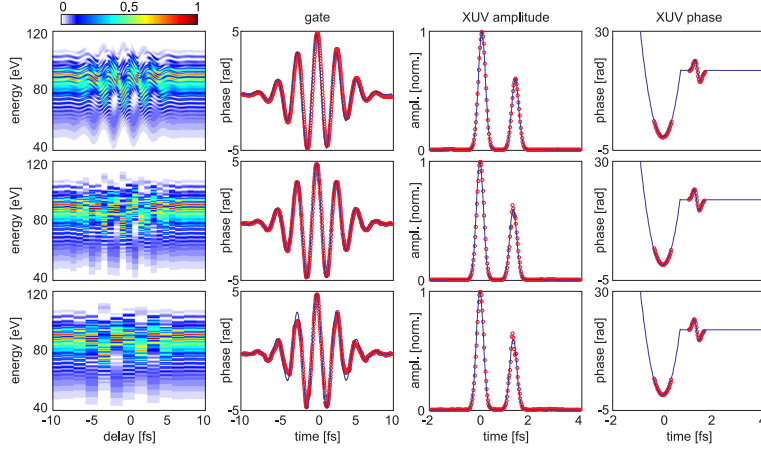 0 0.5 1
gate
XUV amplitude
XUV phase
120
80
40
energy [eV]
5
-5
phase [rad]
1
0
ampl. [norm.]
30
-5
phase [rad]
120
80
40
energy [eV]
5
-5
phase [rad]
1
0
ampl. [norm.]
30
-5
phase [rad]
120
80
40
energy [eV]
5
-5
phase [rad]
1
0
ampl. [norm.]
30
-5
phase [rad]
-10 -5 0 5 10
-10 -5 0 5 10
-2 0 2 4
-2 0 2 4
delay [fs]
time [fs]
time [fs]
time [fs]